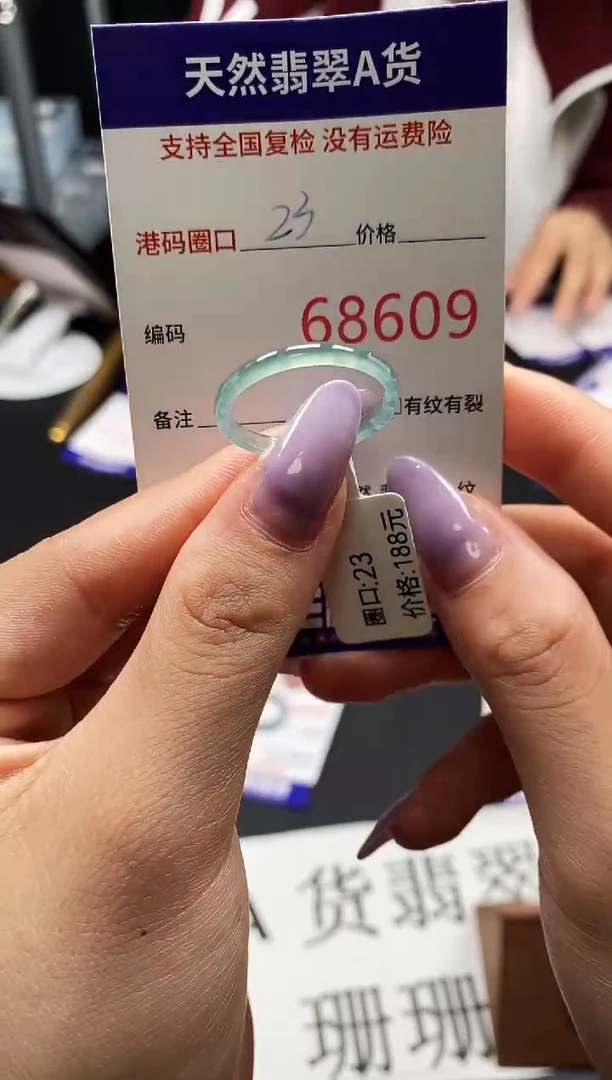 天然翡翠A货
支持全国复检 没有运费险
港码圈口 23 价格
编码 68609
备注 有纹有裂
纹
圈口:23
价格:188元
货翡翠
珊珊